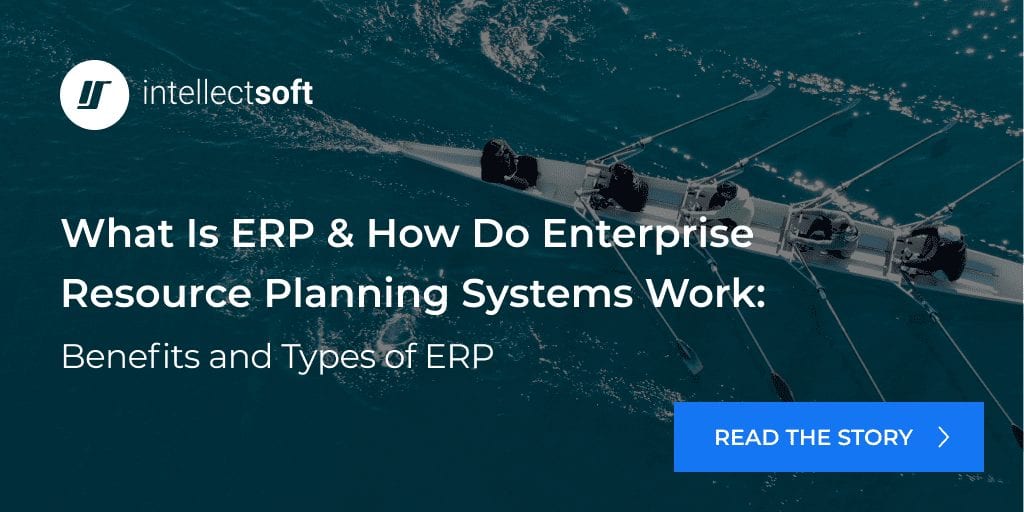 intellectsoft
What Is ERP & How Do Enterprise
Resource Planning Systems Work:
Benefits and Types of ERP
READ THE STORY